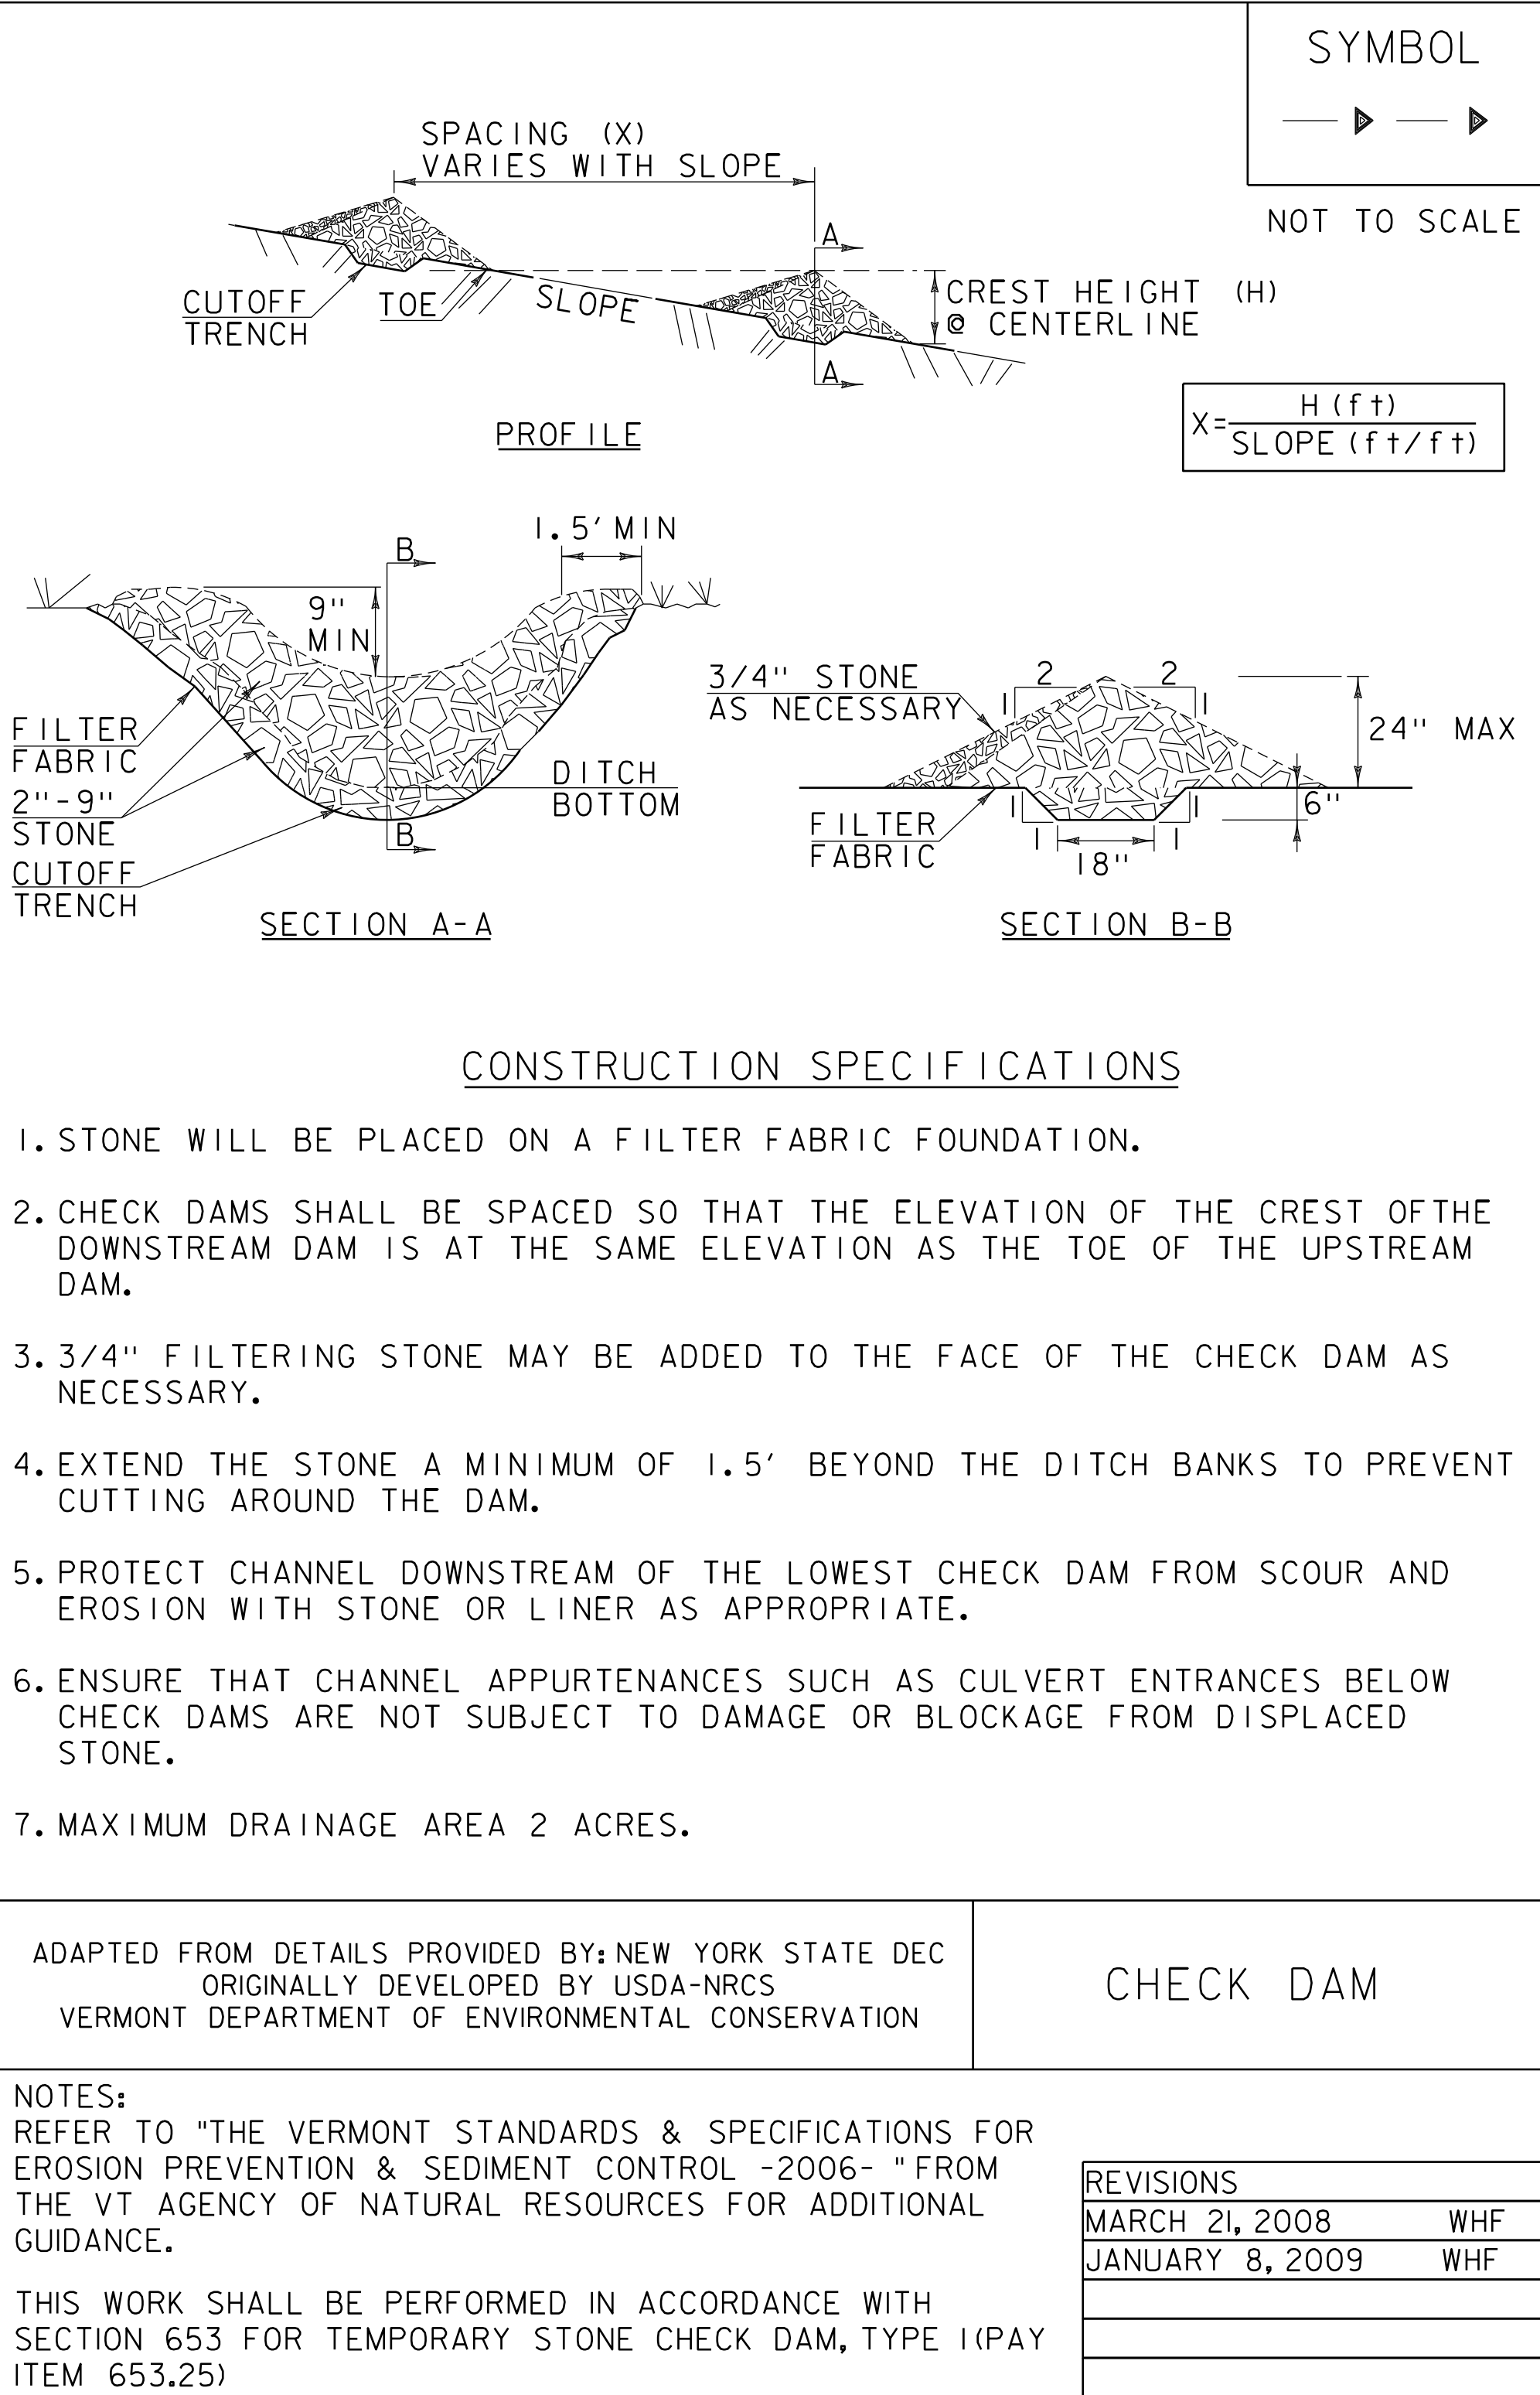 SYMBOL
NOT TO SCALE
SPACING (X)
VARIES WITH SLOPE
A
CUTOFF
TRENCH
TOE
SLOPE
CREST HEIGHT (H)
@ CENTERLINE
A
PROFILE
X=H(ft)
SLOPE(ft/ft)
1.5' MIN
B
9"
MIN
FILTER
FABRIC
2"-9"
STONE
CUTOFF
TRENCH
DITCH
BOTTOM
B
SECTION A-A
3/4" STONE
AS NECESSARY
2
2
1
1
24" MAX
FILTER
FABRIC
1
1
6"
1
1
18"
SECTION B-B
CONSTRUCTION SPECIFICATIONS
1. STONE WILL BE PLACED ON A FILTER FABRIC FOUNDATION.
2. CHECK DAMS SHALL BE SPACED SO THAT THE ELEVATION OF THE CREST OFTHE
DOWNSTREAM DAM IS AT THE SAME ELEVATION AS THE TOE OF THE UPSTREAM
DAM.
3. 3/4" FILTERING STONE MAY BE ADDED TO THE FACE OF THE CHECK DAM AS
NECESSARY.
4. EXTEND THE STONE A MINIMUM OF 1.5' BEYOND THE DITCH BANKS TO PREVENT
CUTTING AROUND THE DAM.
5. PROTECT CHANNEL DOWNSTREAM OF THE LOWEST CHECK DAM FROM SCOUR AND
EROSION WITH STONE OR LINER AS APPROPRIATE.
6. ENSURE THAT CHANNEL APPURTENANCES SUCH AS CULVERT ENTRANCES BELOW
CHECK DAMS ARE NOT SUBJECT TO DAMAGE OR BLOCKAGE FROM DISPLACED
STONE.
7. MAXIMUM DRAINAGE AREA 2 ACRES.
ADAPTED FROM DETAILS PROVIDED BY: NEW YORK STATE DEC
ORIGINALLY DEVELOPED BY USDA-NRCS
VERMONT DEPARTMENT OF ENVIRONMENTAL CONSERVATION
CHECK DAM
NOTES:
REFER TO "THE VERMONT STANDARDS & SPECIFICATIONS FOR
EROSION PREVENTION & SEDIMENT CONTROL -2006- "FROM
THE VT AGENCY OF NATURAL RESOURCES FOR ADDITIONAL
GUIDANCE.
THIS WORK SHALL BE PERFORMED IN ACCORDANCE WITH
SECTION 653 FOR TEMPORARY STONE CHECK DAM, TYPE I(PAY
ITEM 653.25)
REVISIONS
MARCH 21, 2008 WHF
JANUARY 8, 2009 WHF